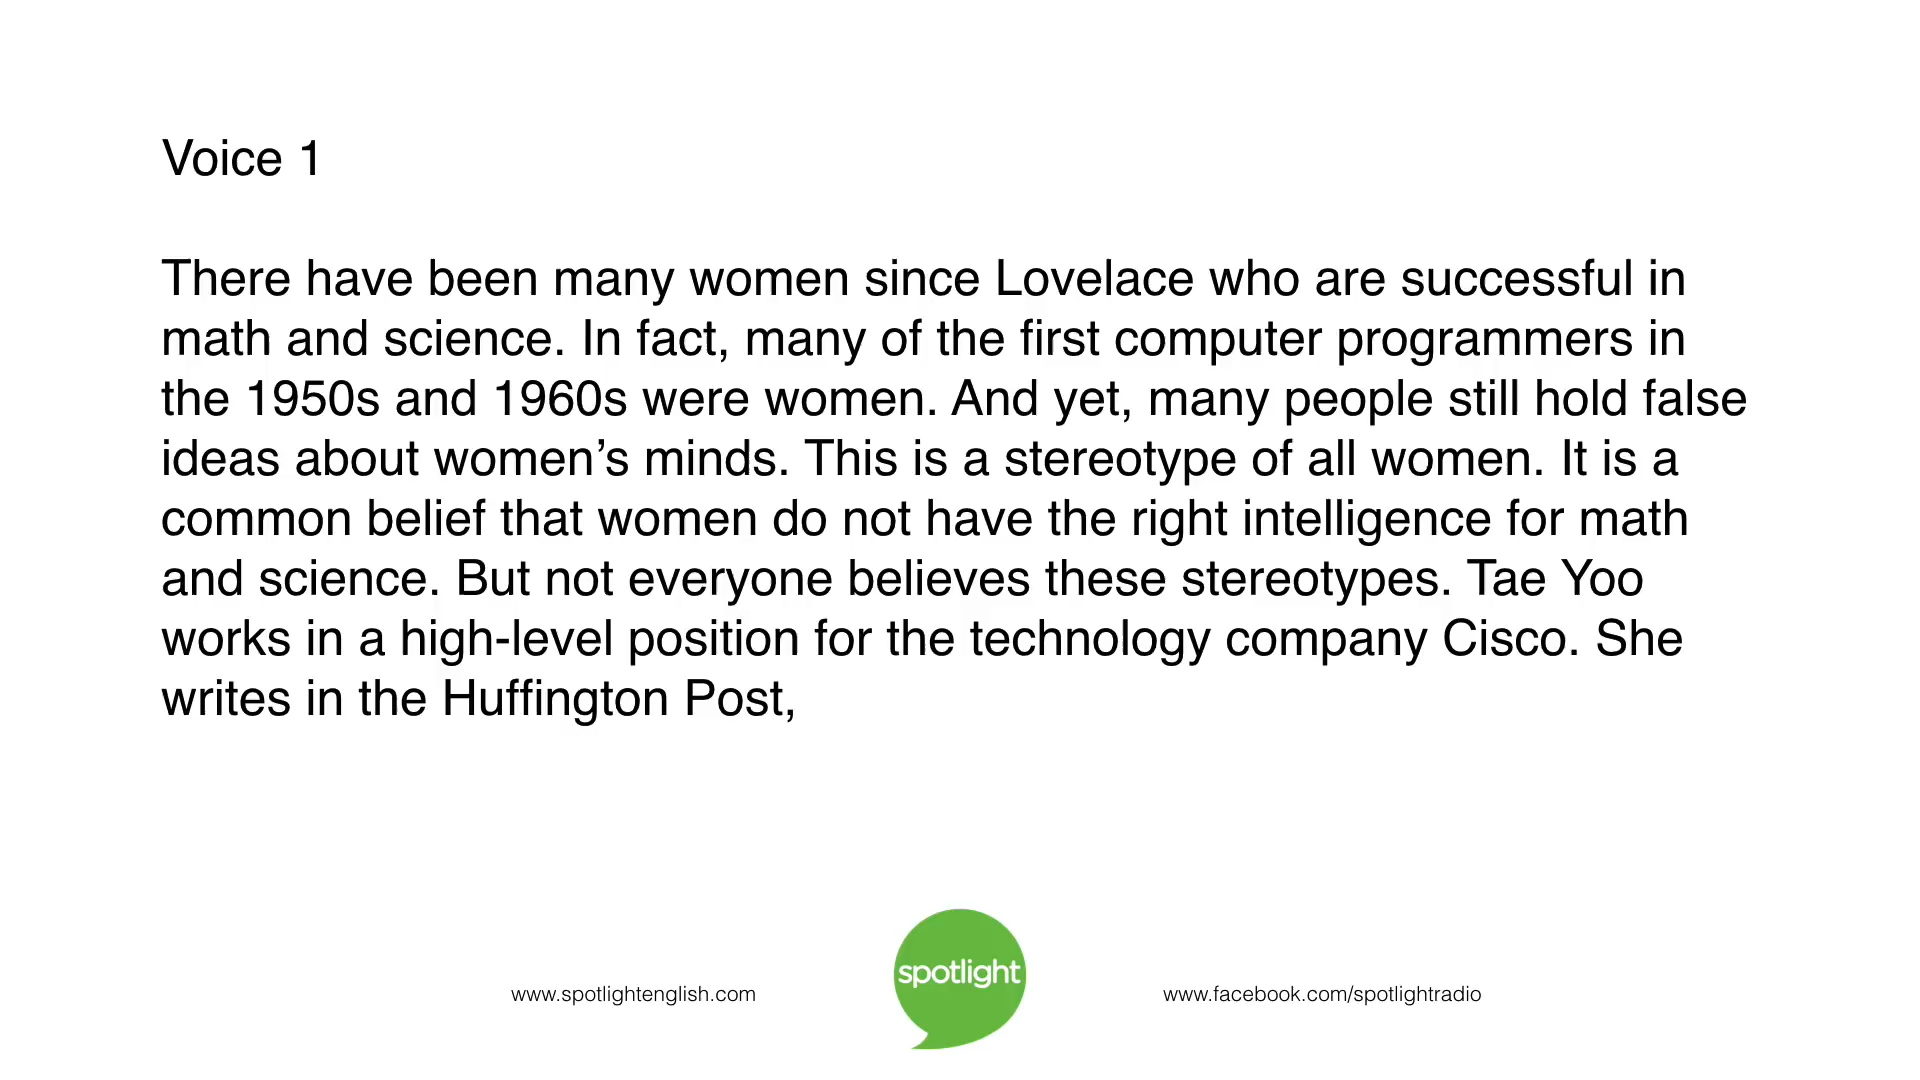 Voice 1
There have been many women since Lovelace who are successful in
math and science. In fact, many of the first computer programmers in
the 1950s and 1960s were women. And yet, many people still hold false
ideas about women’s minds. This is a stereotype of all women. It is a
common belief that women do not have the right intelligence for math
and science. But not everyone believes these stereotypes. Tae Yoo
works in a high-level position for the technology company Cisco. She
writes in the Huffington Post,
www.spotlightenglish.com
spotlight
www.facebook.com/spotlightradio